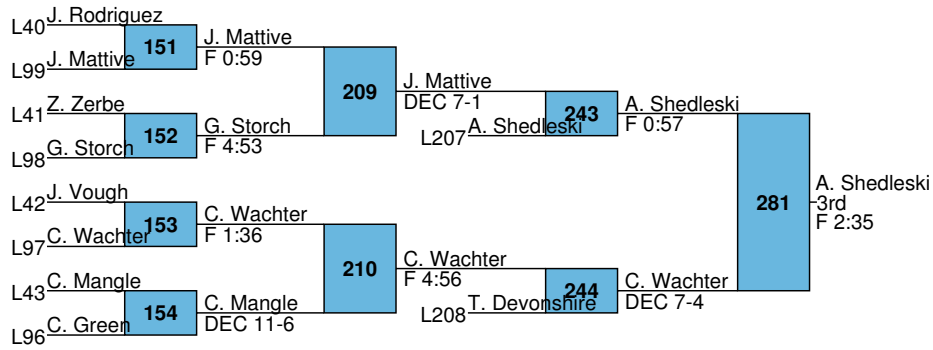 L40 J. Rodriguez
151
L99 J. Mattive
J. Mattive
F 0:59
L41 Z. Zerbe
152
L98 G. Storch
G. Storch
F 4:53
209
J. Mattive
DEC 7-1
L207 A. Shedleski
243
A. Shedleski
F 0:57
L42 J. Vough
153
L97 C. Wachter
C. Wachter
F 1:36
L43 C. Mangle
154
L96 C. Green
C. Mangle
DEC 11-6
210
C. Wachter
F 4:56
L208 T. Devonshire
244
C. Wachter
DEC 7-4
281
A. Shedleski
3rd
F 2:35